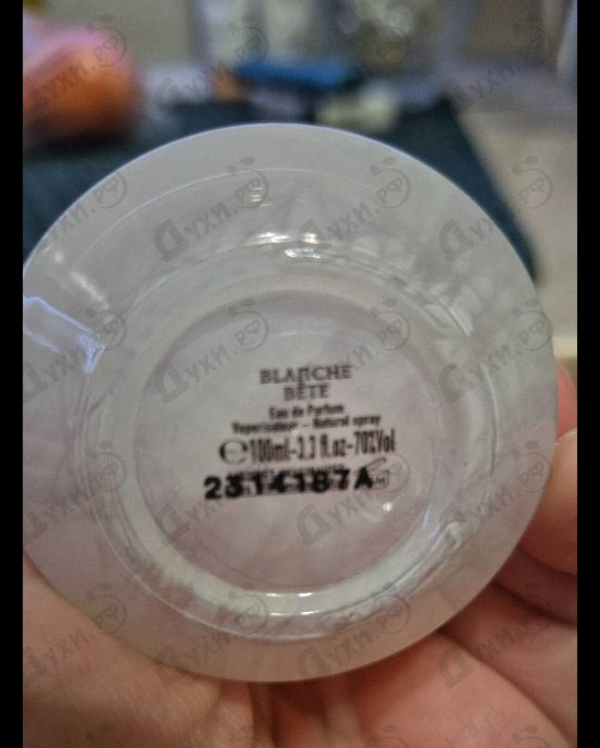 BLANCHE
BÊTE
Eau de Parfum
Vaporisateur - Natural spray
℮100ml-3.3 fl.oz-70%Vol
2314187A
Духи.рф